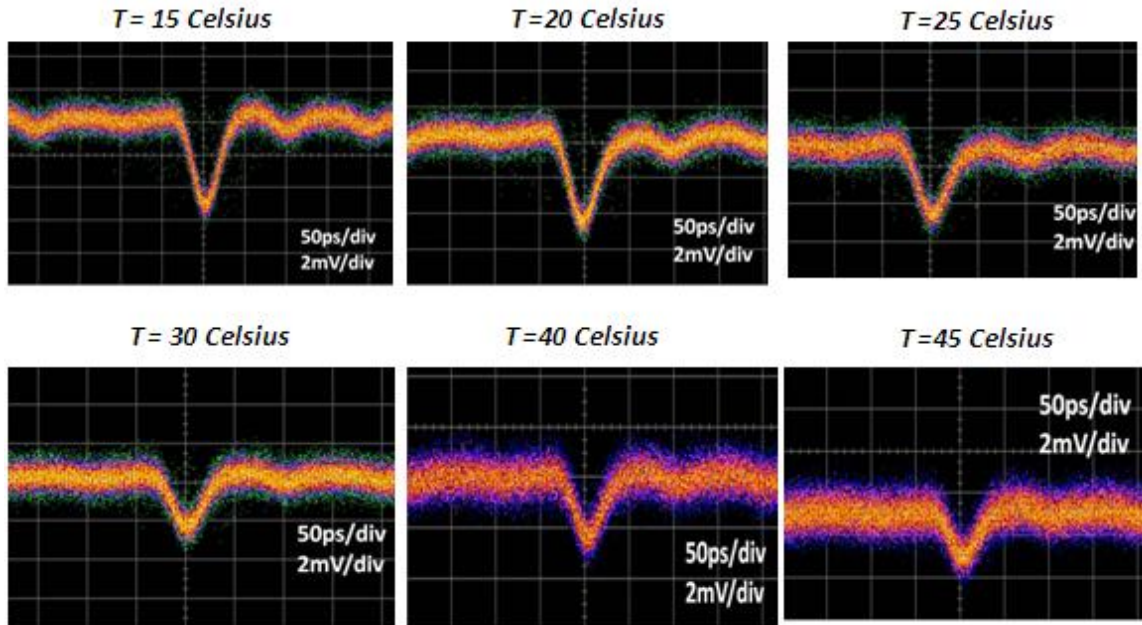 T= 15 Celsius
T=20 Celsius
T=25 Celsius
50ps/div
2mV/div
50ps/div
2mV/div
50ps/div
2mV/div
T= 30 Celsius
T=40 Celsius
T=45 Celsius
50ps/div
2mV/div
50ps/div
2mV/div
50ps/div
2mV/div